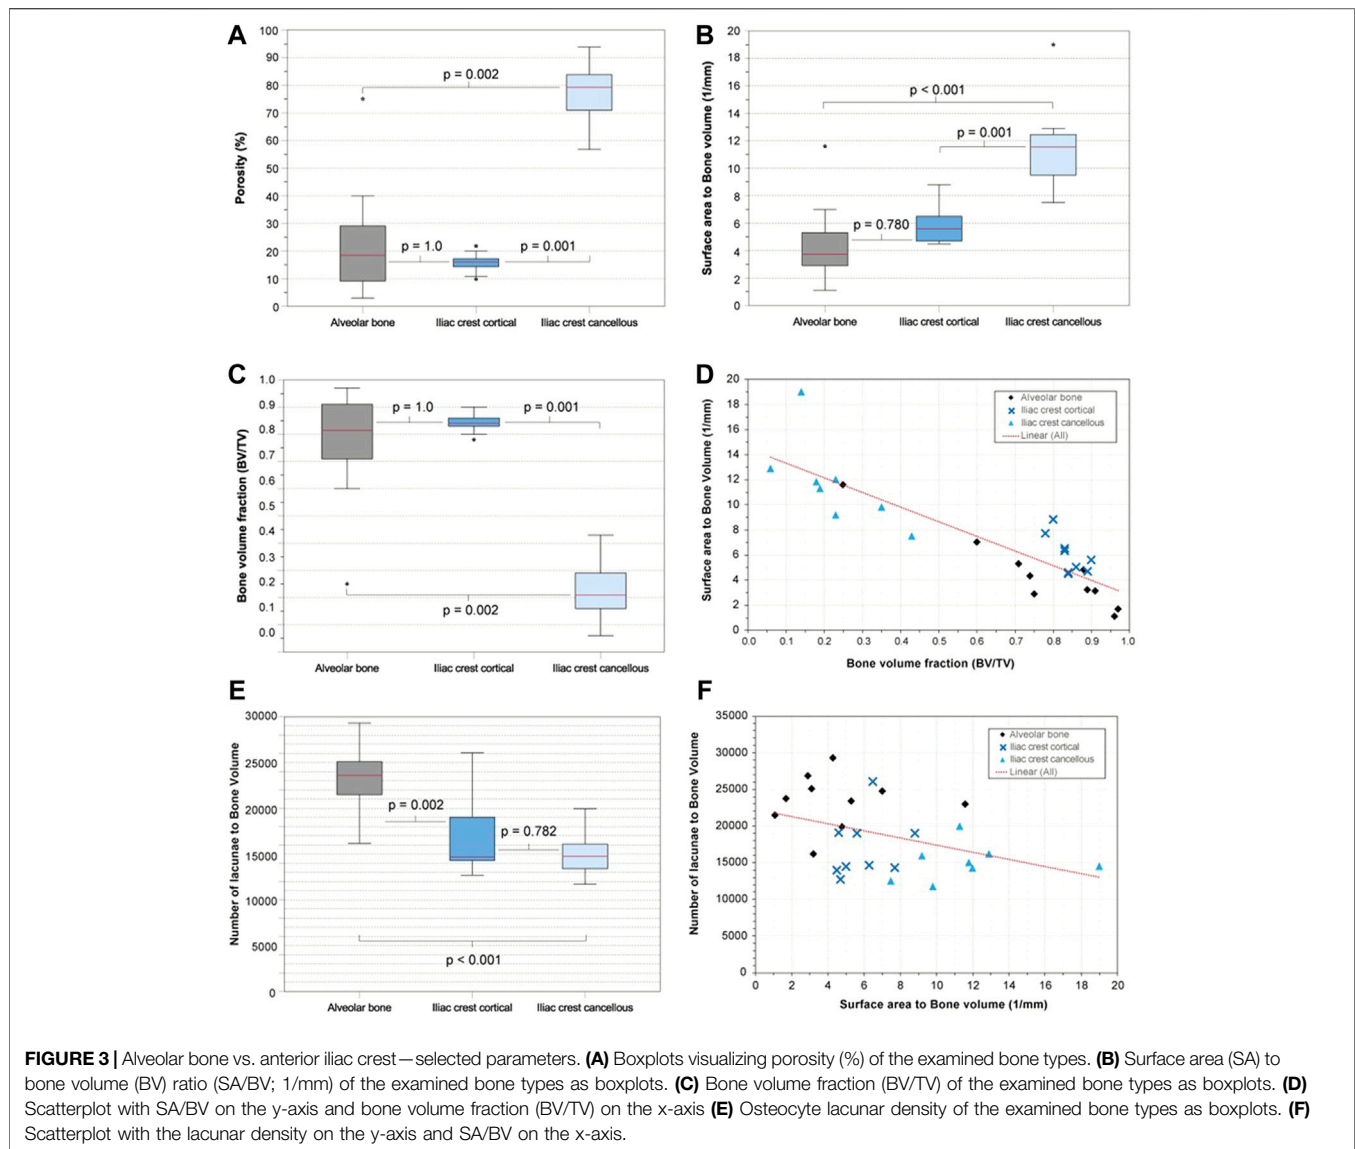 A
Porosity (%)
100
90
80
70
60
50
40
30
20
10
0
p = 0.002
p = 1.0
p = 0.001
Alveolar bone
Iliac crest cortical
Iliac crest cancellous
B
Surface area to Bone volume (1/mm)
20
18
16
14
12
10
8
6
4
2
0
p < 0.001
p = 0.001
p = 0.780
Alveolar bone
Iliac crest cortical
Iliac crest cancellous
C
Bone volume fraction (BV/TV)
1.0
0.9
0.8
0.7
0.6
0.5
0.4
0.3
0.2
0.1
0.0
p = 1.0
p = 0.001
p = 0.002
Alveolar bone
Iliac crest cortical
Iliac crest cancellous
D
Surface area to Bone Volume (1/mm)
20
18
16
14
12
10
8
6
4
2
0
Alveolar bone
Iliac crest cortical
Iliac crest cancellous
Linear (All)
0.0 0.1 0.2 0.3 0.4 0.5 0.6 0.7 0.8 0.9 1.0
Bone volume fraction (BV/TV)
E
Number of lacunae to Bone Volume
30000
25000
20000
15000
10000
5000
0
p = 0.002
p = 0.782
p < 0.001
Alveolar bone
Iliac crest cortical
Iliac crest cancellous
F
Number of lacunae to Bone Volume
35000
30000
25000
20000
15000
10000
5000
0
Alveolar bone
Iliac crest cortical
Iliac crest cancellous
Linear (All)
0 2 4 6 8 10 12 14 16 18 20
Surface area to Bone volume (1/mm)
FIGURE 3 | Alveolar bone vs. anterior iliac crest—selected parameters. (A) Boxplots visualizing porosity (%) of the examined bone types. (B) Surface area (SA) to
bone volume (BV) ratio (SA/BV; 1/mm) of the examined bone types as boxplots. (C) Bone volume fraction (BV/TV) of the examined bone types as boxplots. (D)
Scatterplot with SA/BV on the y-axis and bone volume fraction (BV/TV) on the x-axis (E) Osteocyte lacunar density of the examined bone types as boxplots. (F)
Scatterplot with the lacunar density on the y-axis and SA/BV on the x-axis.